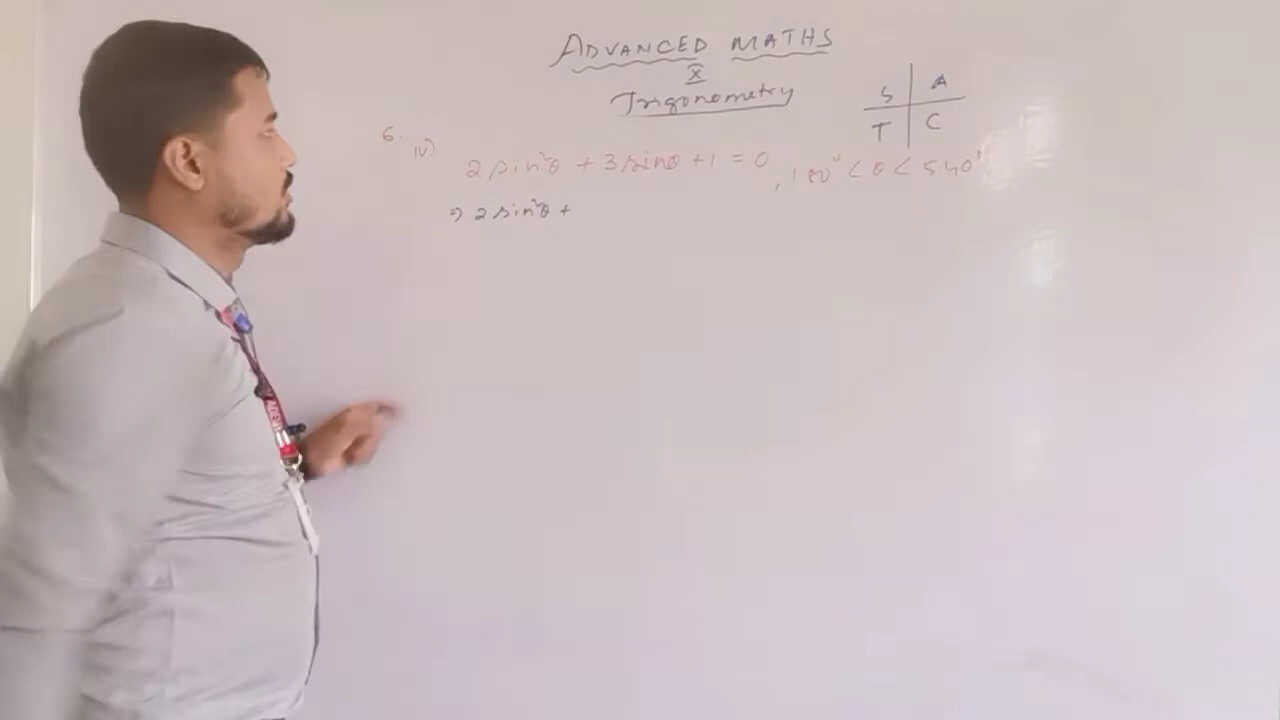 ADVANCED MATHS
X
Trigonometry
S A
T C
6. iv) 2 sin²θ + 3 sinθ + 1 = 0, 180° < θ < 540°
⇒ 2 sin²θ +